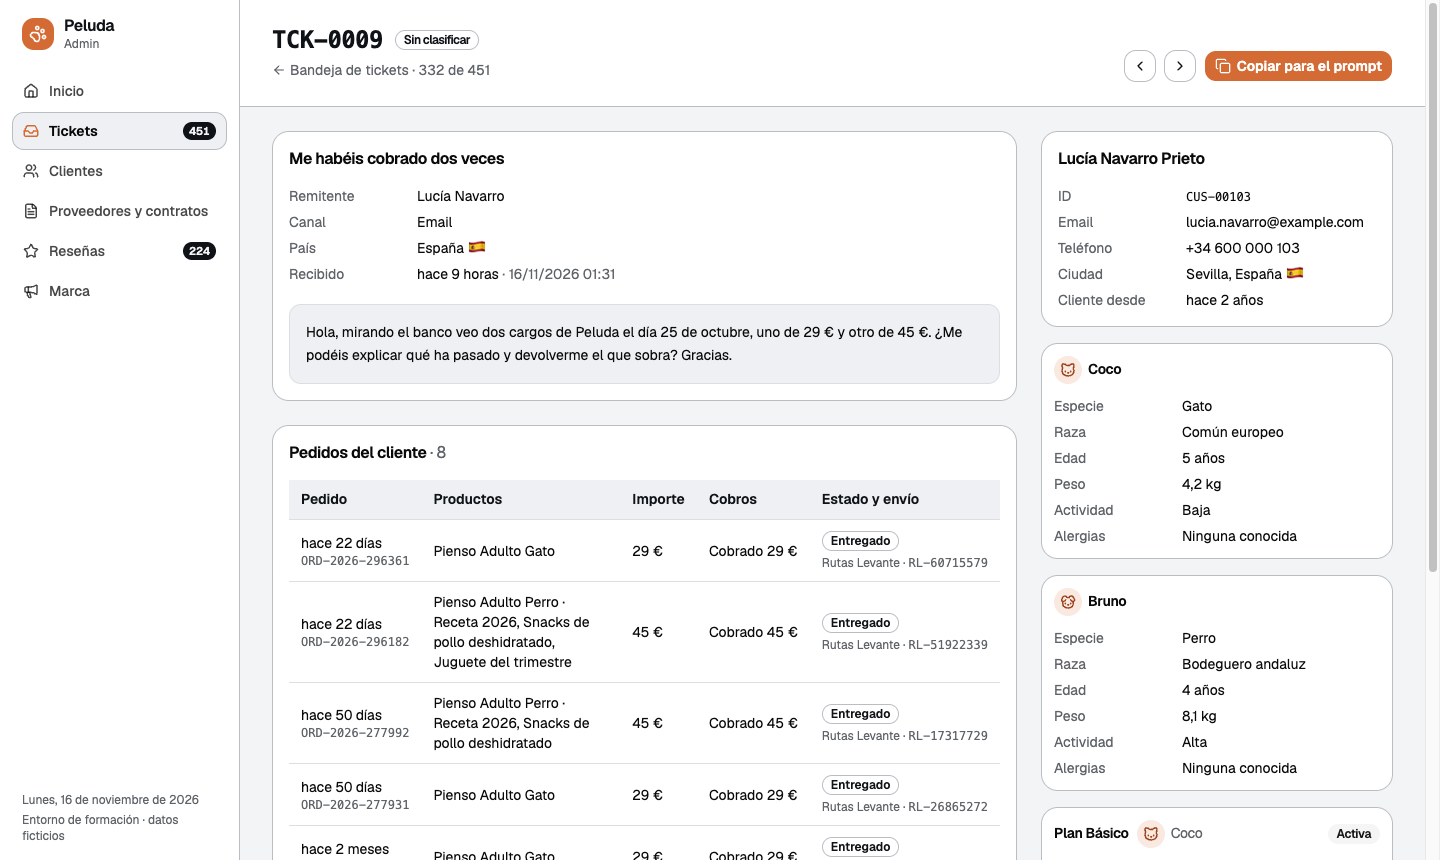 Peluda
Admin
Inicio
Tickets 451
Clientes
Proveedores y contratos
Reseñas 224
Marca
Lunes, 16 de noviembre de 2026
Entorno de formación · datos
ficticios
TCK-0009 Sin clasificar
← Bandeja de tickets · 332 de 451
Copiar para el prompt
Me habéis cobrado dos veces
Remitente Lucía Navarro
Canal Email
País España 🇪🇸
Recibido hace 9 horas · 16/11/2026 01:31
Hola, mirando el banco veo dos cargos de Peluda el día 25 de octubre, uno de 29 € y otro de 45 €. ¿Me
podéis explicar qué ha pasado y devolverme el que sobra? Gracias.
Pedidos del cliente · 8
Pedido Productos Importe Cobros Estado y envío
hace 22 días
ORD-2026-296361
Pienso Adulto Gato
29 €
Cobrado 29 €
Entregado
Rutas Levante · RL-60715579
hace 22 días
ORD-2026-296182
Pienso Adulto Perro ·
Receta 2026, Snacks de
pollo deshidratado,
Juguete del trimestre
45 €
Cobrado 45 €
Entregado
Rutas Levante · RL-51922339
hace 50 días
ORD-2026-277992
Pienso Adulto Perro ·
Receta 2026, Snacks de
pollo deshidratado
45 €
Cobrado 45 €
Entregado
Rutas Levante · RL-17317729
hace 50 días
ORD-2026-277931
Pienso Adulto Gato
29 €
Cobrado 29 €
Entregado
Rutas Levante · RL-26865272
hace 2 meses
Pienso Adulto Gato
29 €
Cobrado 29 €
Entregado
Lucía Navarro Prieto
ID CUS-00103
Email lucia.navarro@example.com
Teléfono +34 600 000 103
Ciudad Sevilla, España 🇪🇸
Cliente desde hace 2 años
Coco
Especie Gato
Raza Común europeo
Edad 5 años
Peso 4,2 kg
Actividad Baja
Alergias Ninguna conocida
Bruno
Especie Perro
Raza Bodeguero andaluz
Edad 4 años
Peso 8,1 kg
Actividad Alta
Alergias Ninguna conocida
Plan Básico Coco Activa